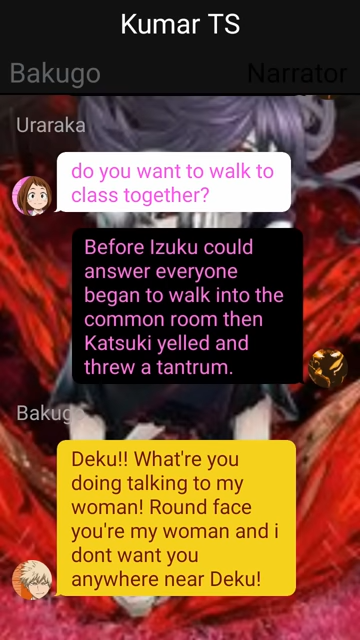 Kumar TS
Bakugo
Narrator
Uraraka
do you want to walk to
class together?
Before Izuku could
answer everyone
began to walk into the
common room then
Katsuki yelled and
threw a tantrum.
Bakug
Deku!! What're you
doing talking to my
woman! Round face
you're my woman and i
dont want you
anywhere near Deku!